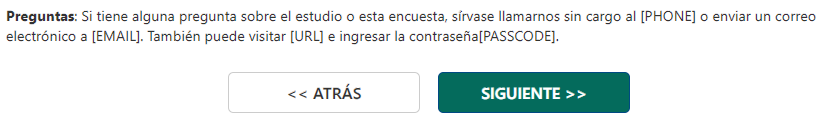 Preguntas: Si tiene alguna pregunta sobre el estudio o esta encuesta, sírvase llamarnos sin cargo al [PHONE] o enviar un correo
electrónico a [EMAIL]. También puede visitar [URL] e ingresar la contraseña[PASSCODE].
<< ATRÁS
SIGUIENTE >>